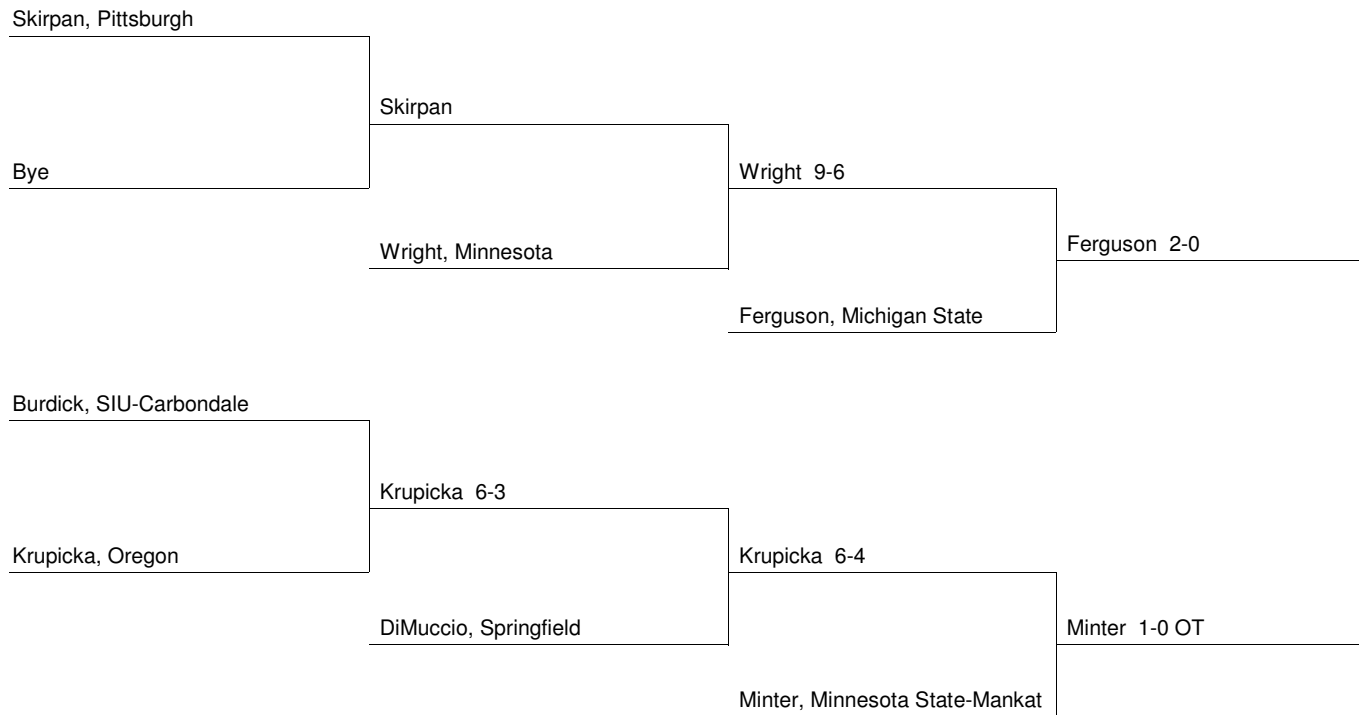 Skirpan, Pittsburgh
Skirpan
Bye
Wright 9-6
Wright, Minnesota
Ferguson 2-0
Ferguson, Michigan State
Burdick, SIU-Carbondale
Krupicka 6-3
Krupicka, Oregon
Krupicka 6-4
DiMuccio, Springfield
Minter 1-0 OT
Minter, Minnesota State-Mankat